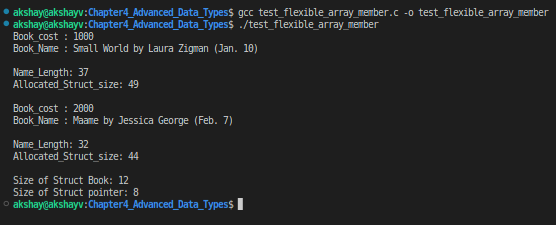 akshay@akshayv:Chapter4_Advanced_Data_Types$ gcc test_flexible_array_member.c -o test_flexible_array_member
akshay@akshayv:Chapter4_Advanced_Data_Types$ ./test_flexible_array_member
Book_cost : 1000
Book_Name : Small World by Laura Zigman (Jan. 10)
Name_Length: 37
Allocated_Struct_size: 49
Book_cost : 2000
Book_Name : Maame by Jessica George (Feb. 7)
Name_Length: 32
Allocated_Struct_size: 44
Size of Struct Book: 12
Size of Struct pointer: 8
akshay@akshayv:Chapter4_Advanced_Data_Types$